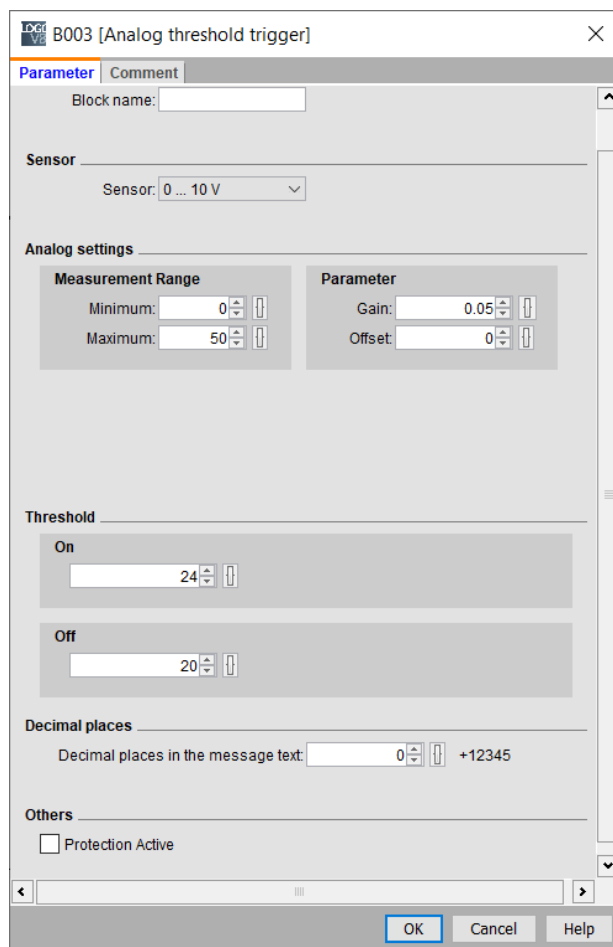 LOGO V8 B003 [Analog threshold trigger]
Parameter Comment
Block name:
Sensor
Sensor: 0 ... 10 V
Analog settings
Measurement Range Parameter
Minimum: 0 Gain: 0.05
Maximum: 50 Offset: 0
Threshold
On
24
Off
20
Decimal places
Decimal places in the message text: 0 +12345
Others
Protection Active
OK Cancel Help